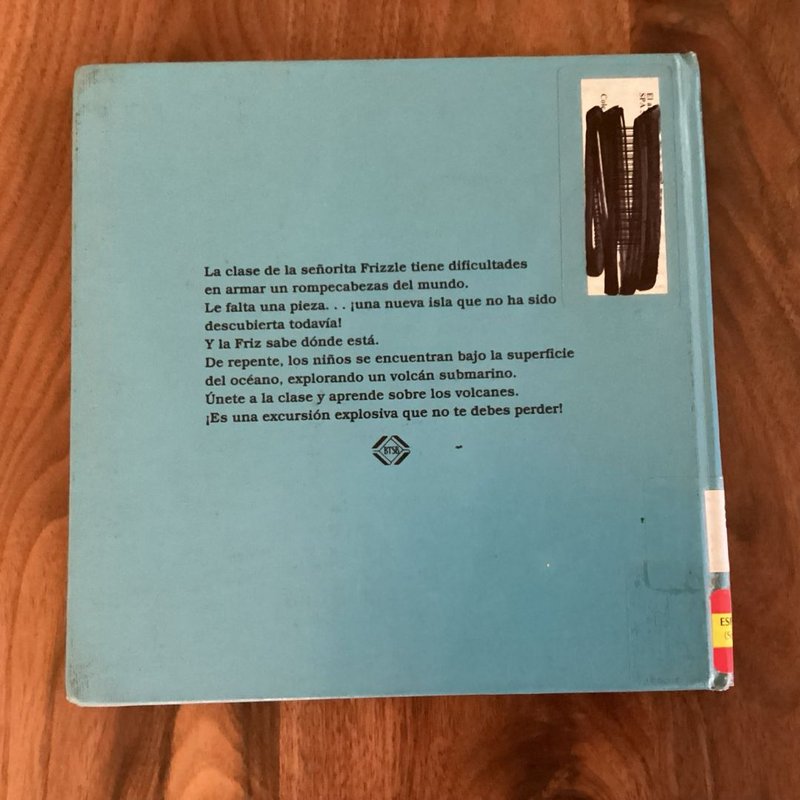 La clase de la señorita Frizzle tiene dificultades
en armar un rompecabezas del mundo.
Le falta una pieza. . . ¡una nueva isla que no ha sido
descubierta todavía!
Y la Friz sabe dónde está.
De repente, los niños se encuentran bajo la superficie
del océano, explorando un volcán submarino.
Únete a la clase y aprende sobre los volcanes.
¡Es una excursión explosiva que no te debes perder!
BTSB